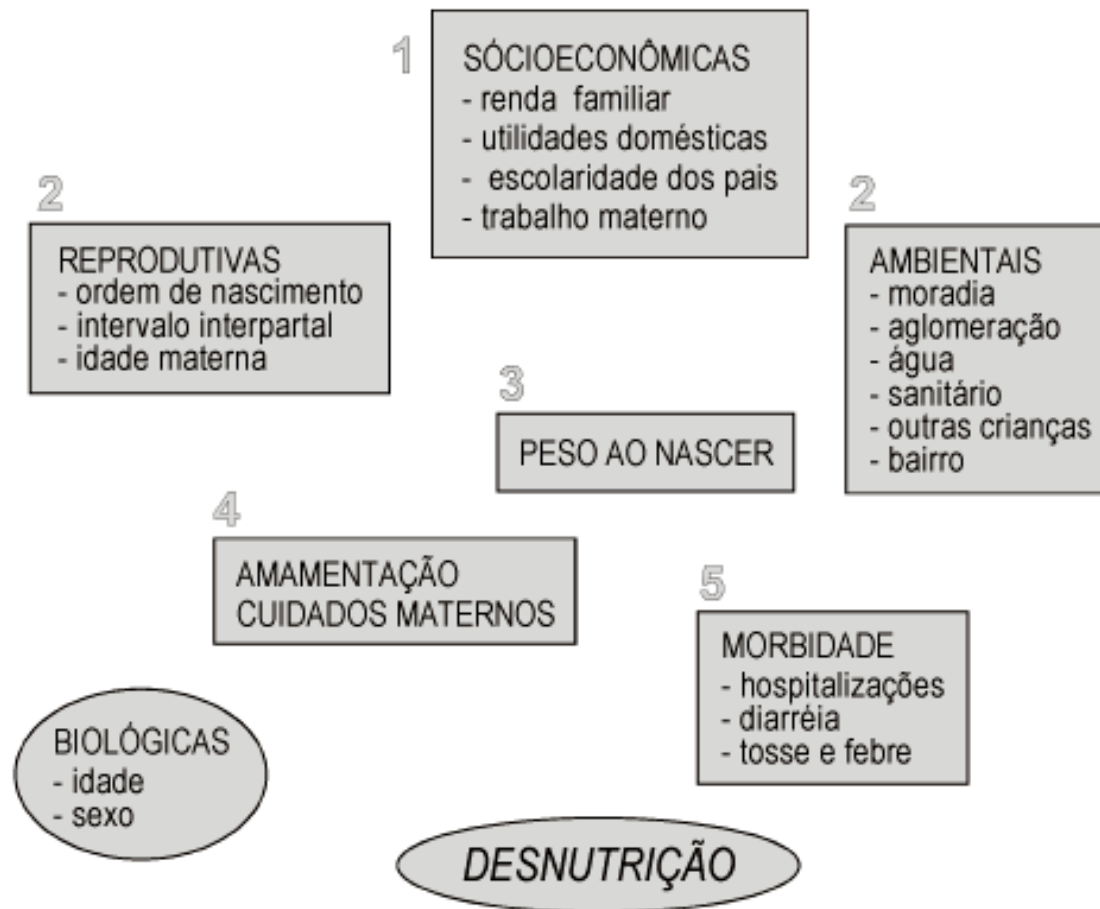 1
SÓCIOECONÔMICAS
- renda familiar
- utilidades domésticas
- escolaridade dos pais
- trabalho materno
2
REPRODUTIVAS
- ordem de nascimento
- intervalo interpartal
- idade materna
2
AMBIENTAIS
- moradia
- aglomeração
- água
- sanitário
- outras crianças
- bairro
3
PESO AO NASCER
4
AMAMENTAÇÃO
CUIDADOS MATERNOS
5
MORBIDADE
- hospitalizações
- diarréia
- tosse e febre
BIOLÓGICAS
- idade
- sexo
DESNUTRIÇÃO